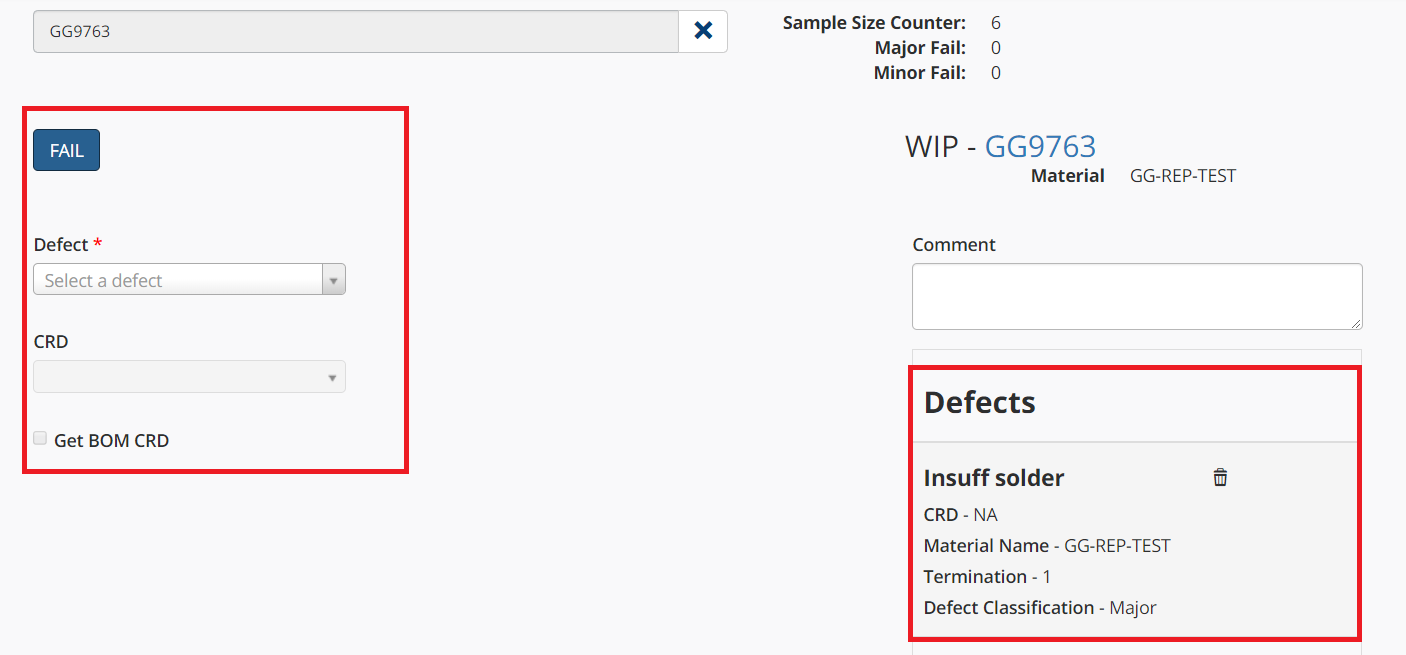 GG9763
Sample Size Counter: 6
Major Fail: 0
Minor Fail: 0
FAIL
WIP - GG9763
Material GG-REP-TEST
Defect *
Select a defect
CRD
Get BOM CRD
Comment
Defects
Insuff solder
CRD - NA
Material Name - GG-REP-TEST
Termination - 1
Defect Classification - Major